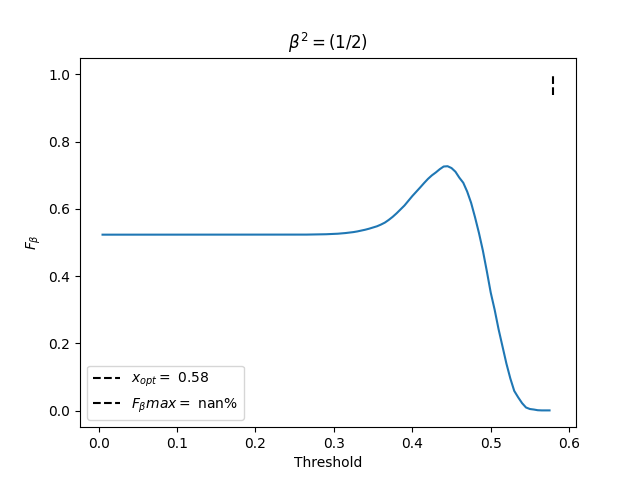 β² = (1/2)
1.0
0.8
0.6
0.4
0.2
0.0
F_β
x_opt = 0.58
F_β max = nan%
0.0 0.1 0.2 0.3 0.4 0.5 0.6
Threshold